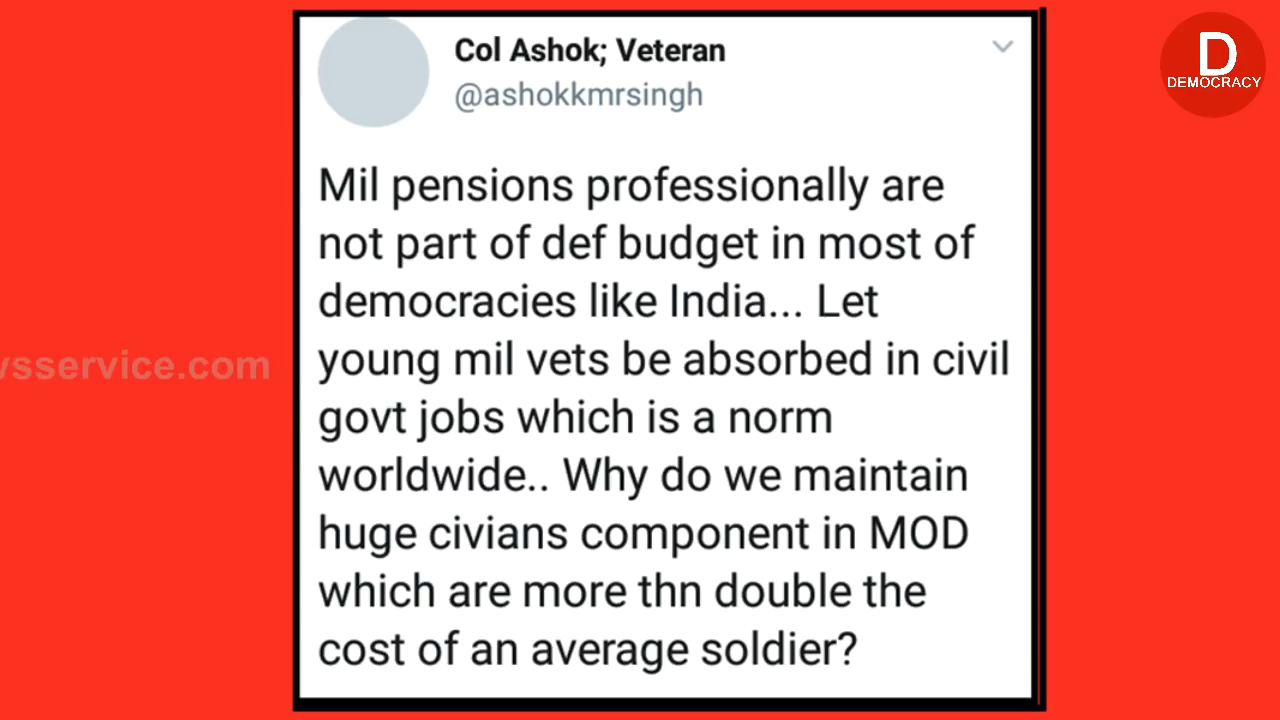 Col Ashok; Veteran
@ashokkmrsingh
Mil pensions professionally are
not part of def budget in most of
democracies like India... Let
young mil vets be absorbed in civil
govt jobs which is a norm
worldwide.. Why do we maintain
huge civians component in MOD
which are more thn double the
cost of an average soldier?
D
DEMOCRACY
wsservice.com